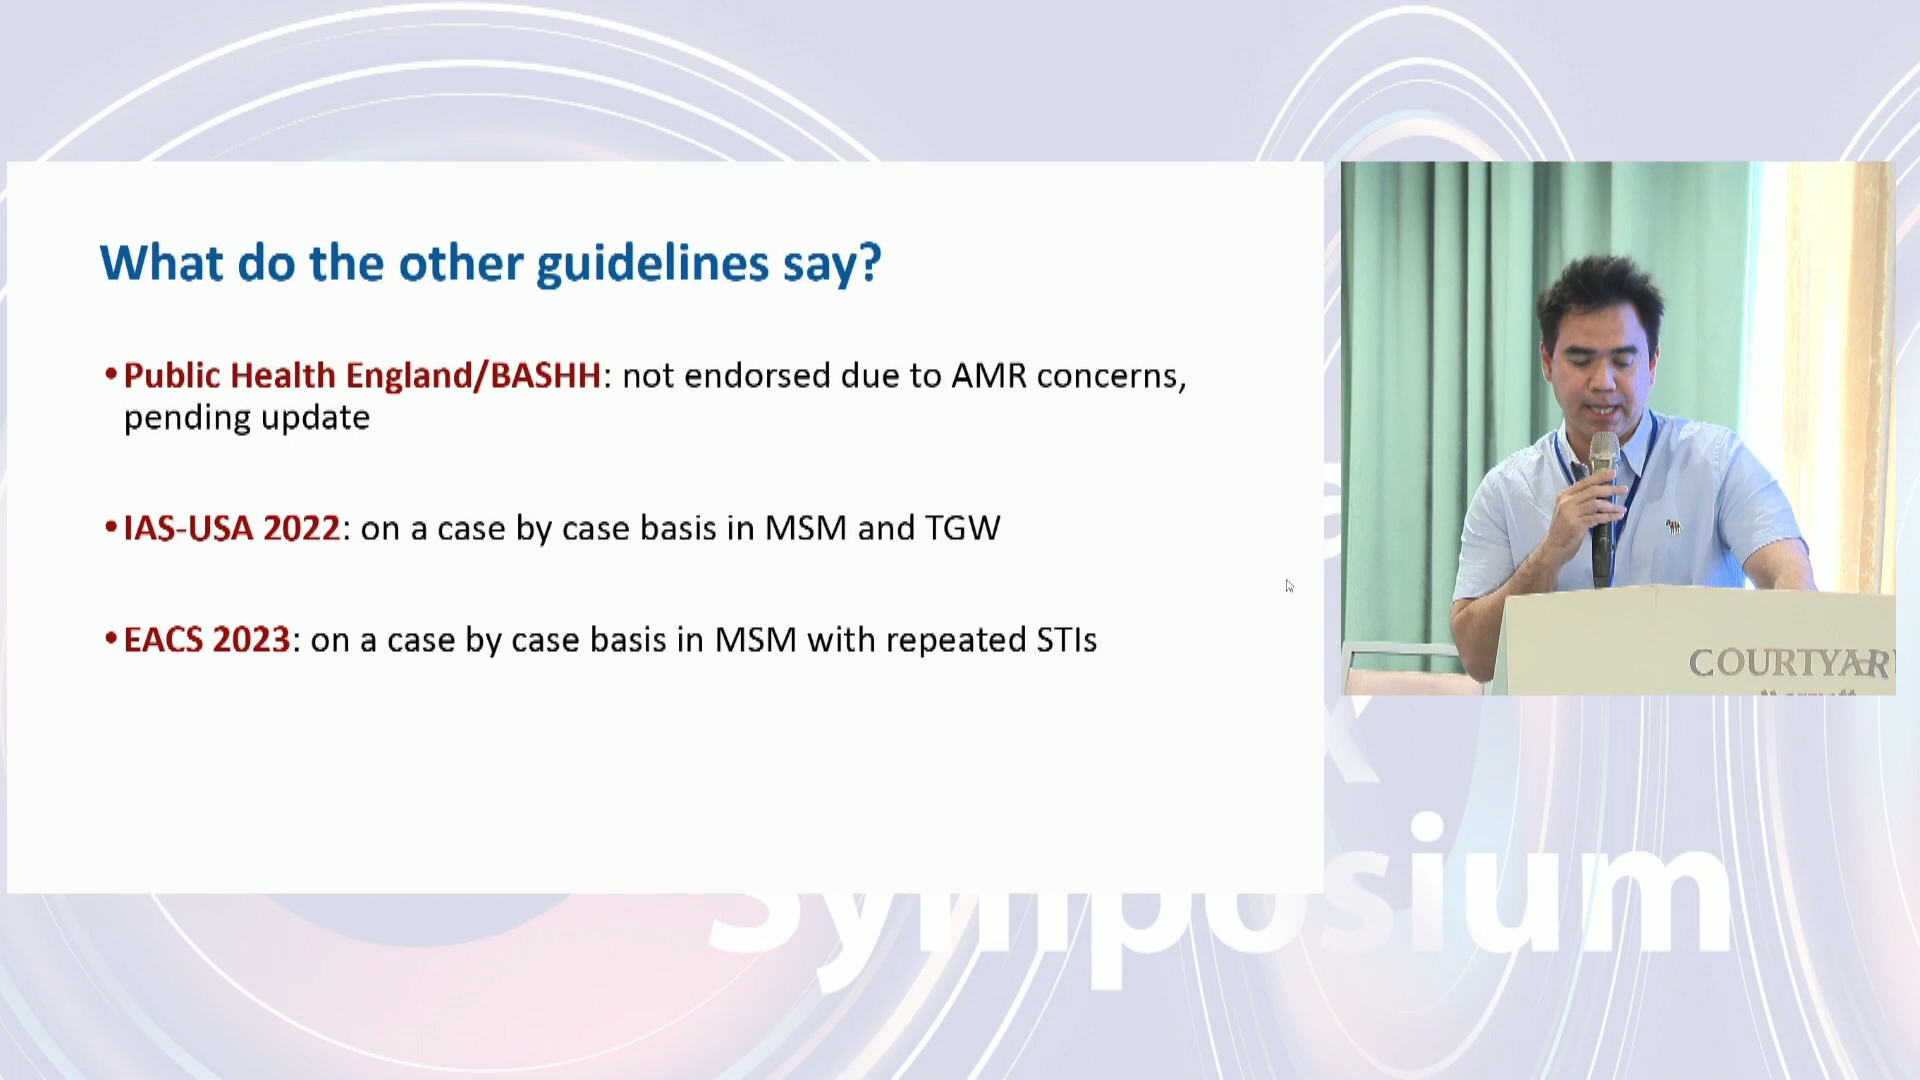 What do the other guidelines say?
• Public Health England/BASHH: not endorsed due to AMR concerns,
pending update
• IAS-USA 2022: on a case by case basis in MSM and TGW
• EACS 2023: on a case by case basis in MSM with repeated STIs
COURTYAR
Symposium